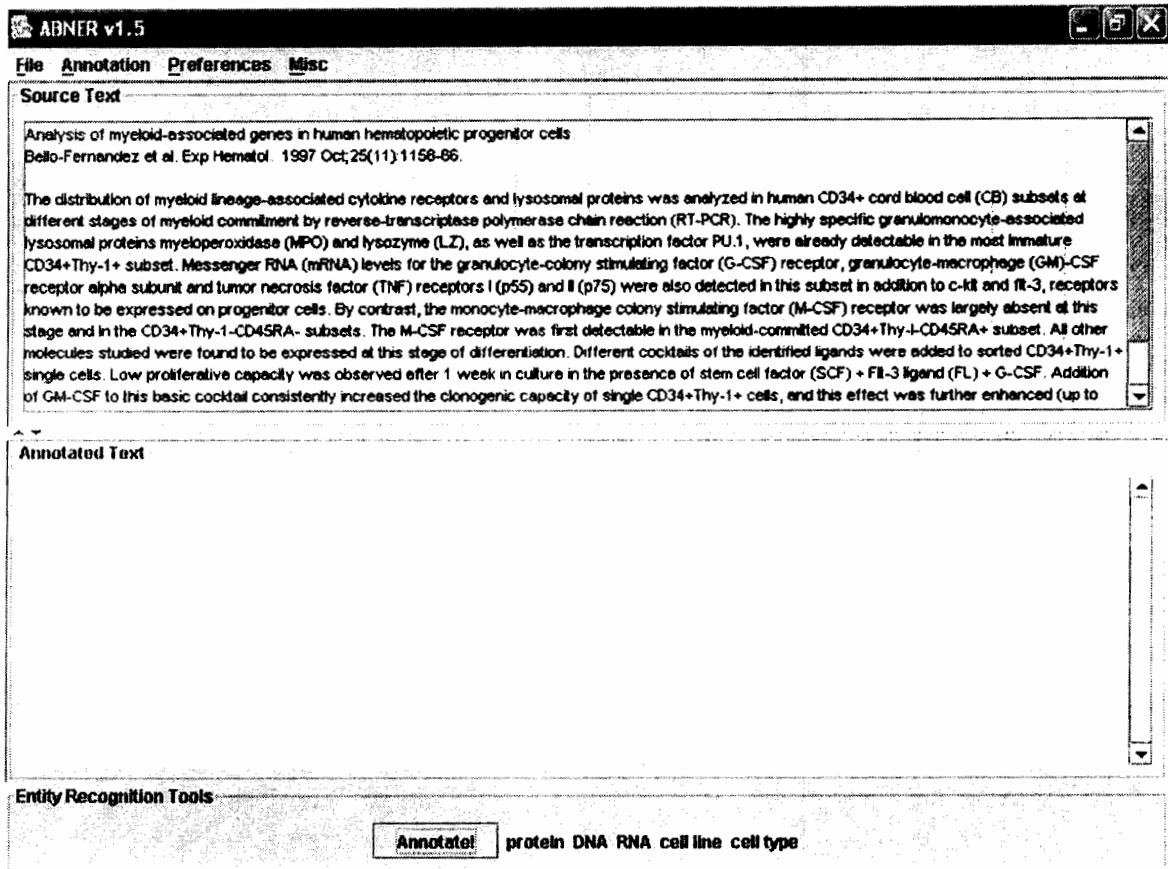 ABNER v1.5
File Annotation Preferences Misc
Source Text
Analysis of myeloid-associated genes in human hematopoietic progenitor cells
Bello-Fernandez et al. Exp Hematol. 1997 Oct;25(11):1156-66.
The distribution of myeloid lineage-associated cytokine receptors and lysosomal proteins was analyzed in human CD34+ cord blood cell (CB) subsets at
different stages of myeloid commitment by reverse-transcriptase polymerase chain reaction (RT-PCR). The highly specific granulomonocyte-associated
lysosomal proteins myeloperoxidase (MPO) and lysozyme (LZ), as well as the transcription factor PU.1, were already detectable in the most immature
CD34+Thy-1+ subset. Messenger RNA (mRNA) levels for the granulocyte-colony stimulating factor (G-CSF) receptor, granulocyte-macrophage (GM)-CSF
receptor alpha subunit and tumor necrosis factor (TNF) receptors I (p55) and II (p75) were also detected in this subset in addition to c-kit and flt-3, receptors
known to be expressed on progenitor cells. By contrast, the monocyte-macrophage colony stimulating factor (M-CSF) receptor was largely absent at this
stage and in the CD34+Thy-1-CD45RA- subsets. The M-CSF receptor was first detectable in the myeloid-committed CD34+Thy-I-CD45RA+ subset. All other
molecules studied were found to be expressed at this stage of differentiation. Different cocktails of the identified ligands were added to sorted CD34+Thy-1+
single cells. Low proliferative capacity was observed after 1 week in culture in the presence of stem cell factor (SCF) + Flt-3 ligand (FL) + G-CSF. Addition
of GM-CSF to this basic cocktail consistently increased the clonogenic capacity of single CD34+Thy-1+ cells, and this effect was further enhanced (up to
Annotated Text
Entity Recognition Tools
Annotate! protein DNA RNA cell line cell type